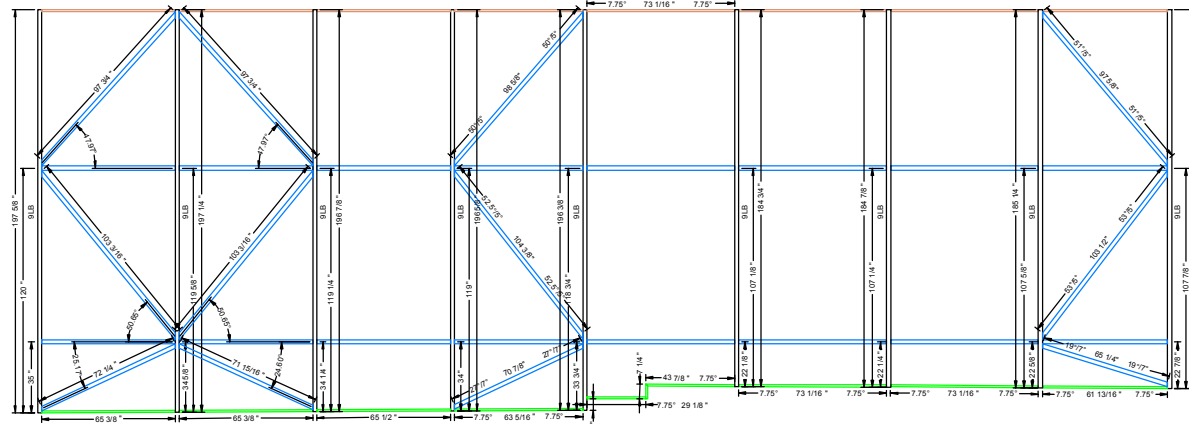 7.75° 73 1/16 " 7.75°
97 3/4 "
97 3/4 "
50°/5°
98 5/8"
50°/5°
51°/5°
97 5/8"
51°/5°
47.97°
47.97°
197 5/8 "
9LB
120 "
35 "
9LB
197 1/4 "
119 5/8 "
34 5/8 "
9LB
196 7/8 "
119 1/4 "
34 1/4 "
9LB
119 "
34 "
9LB
196 3/8 "
118 3/4 "
33 3/4 "
9LB
184 3/4 "
107 1/8 "
22 1/8 "
9LB
184 7/8 "
107 1/4 "
22 1/4 "
9LB
185 1/4 "
107 5/8 "
22 5/8 "
9LB
107 7/8 "
22 7/8 "
103 3/16 "
103 3/16 "
52.5°/5°
104 3/8"
53°/5°
103 1/2 "
53°/5°
50.65°
50.65°
25.17°
72 1/4 "
71 15/16 "
24.60°
27°/7°
70 7/8"
27°/7°
19°/7°
65 1/4 "
19°/7°
7 1/4 "
43 7/8 " 7.75°
7.75° 29 1/8 "
65 3/8 "
65 3/8 "
65 1/2 "
7.75° 63 5/16 " 7.75°
7.75° 73 1/16 " 7.75°
7.75° 73 1/16 " 7.75°
7.75° 61 13/16 " 7.75°